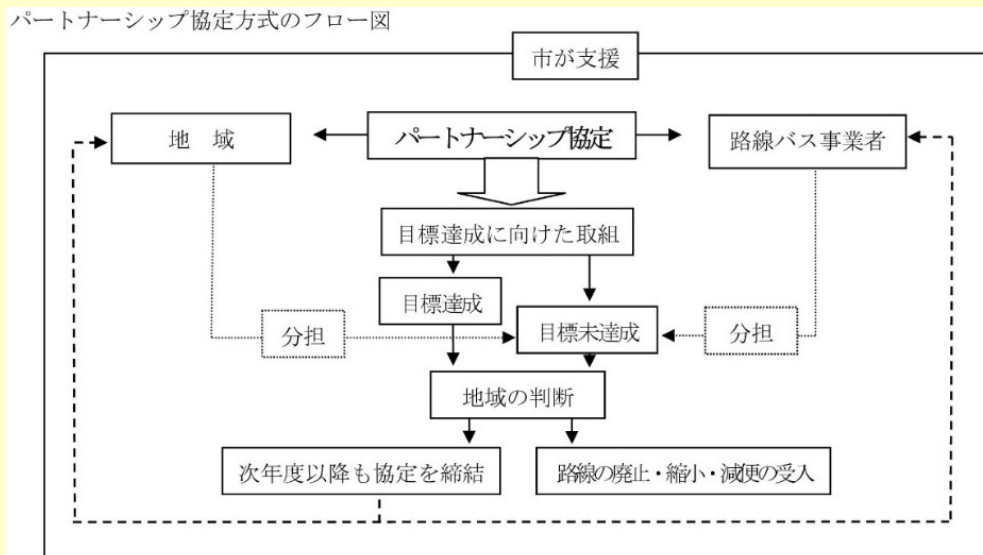 パートナーシップ協定方式のフロー図
市が支援
地　域
パートナーシップ協定
路線バス事業者
目標達成に向けた取組
目標達成
分担
目標未達成
分担
地域の判断
次年度以降も協定を締結
路線の廃止・縮小・減便の受入